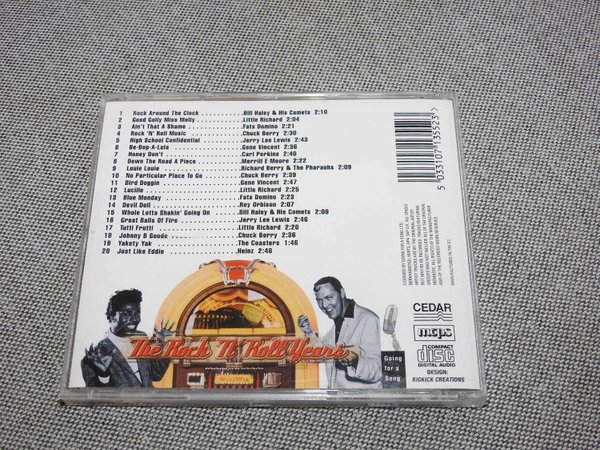 1 Rock Around The Clock . . . . . . . . . . Bill Haley & His Comets 2:10
2 Good Golly Miss Molly . . . . . . . . . . Little Richard 2:04
3 Ain't That A Shame . . . . . . . . . . Fats Domino 2:21
4 Rock 'N' Roll Music . . . . . . . . . . Chuck Berry 2:30
5 High School Confidential . . . . . . . . . . Jerry Lee Lewis 2:43
6 Be-Bop-A-Lula . . . . . . . . . . Gene Vincent 2:36
7 Honey Don't . . . . . . . . . . Carl Perkins 2:46
8 Down The Road A Piece . . . . . . . . . . Merrill E Moore 2:22
9 Louie Louie . . . . . . . . . . Richard Berry & The Pharaohs 2:09
10 No Particular Place To Go . . . . . . . . . . Chuck Berry 2:39
11 Bird Doggin . . . . . . . . . . Gene Vincent 2:47
12 Lucille . . . . . . . . . . Little Richard 2:25
13 Blue Monday . . . . . . . . . . Fats Domino 2:23
14 Devil Doll . . . . . . . . . . Roy Orbison 2:07
15 Whole Lotta Shakin' Going On . . . . . . . . . . Bill Haley & His Comets 2:09
16 Great Balls Of Fire . . . . . . . . . . Jerry Lee Lewis 2:46
17 Tutti Frutti . . . . . . . . . . Little Richard 2:20
18 Johnny B Goode . . . . . . . . . . Chuck Berry 2:36
19 Yakety Yak . . . . . . . . . . The Coasters 1:46
20 Just Like Eddie . . . . . . . . . . Heinz 2:48
5 033107 135523
The Rock 'N' Roll Years
Going
for a
Song
CEDAR
mcps
COMPACT
disc
DIGITAL AUDIO
DESIGN:
BIGKICK CREATIONS